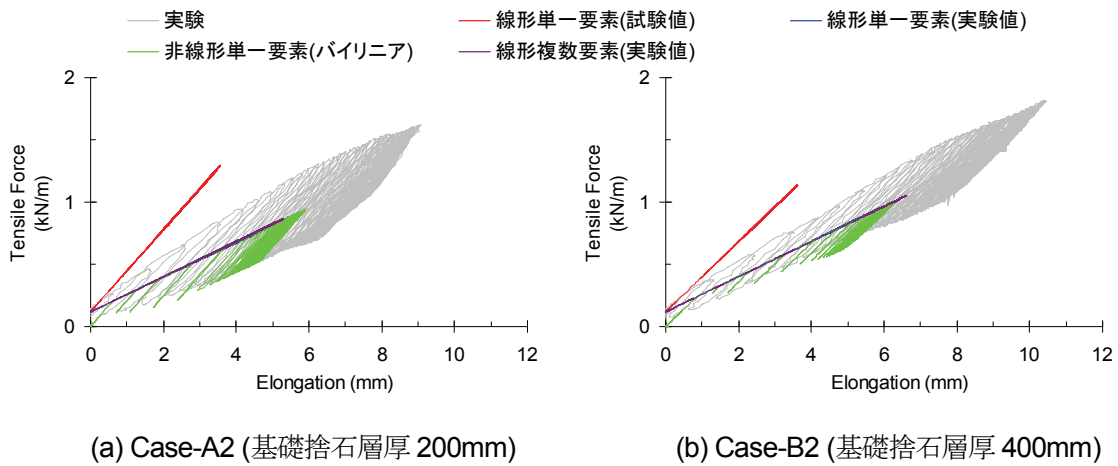 実験
線形単一要素(試験値)
線形単一要素(実験値)
非線形単一要素(バイリニア)
線形複数要素(実験値)
2
1
0
Tensile Force
(kN/m)
0 2 4 6 8 10 12
Elongation (mm)
(a) Case-A2 (基礎捨石層厚 200mm)
2
1
0
Tensile Force
(kN/m)
0 2 4 6 8 10 12
Elongation (mm)
(b) Case-B2 (基礎捨石層厚 400mm)